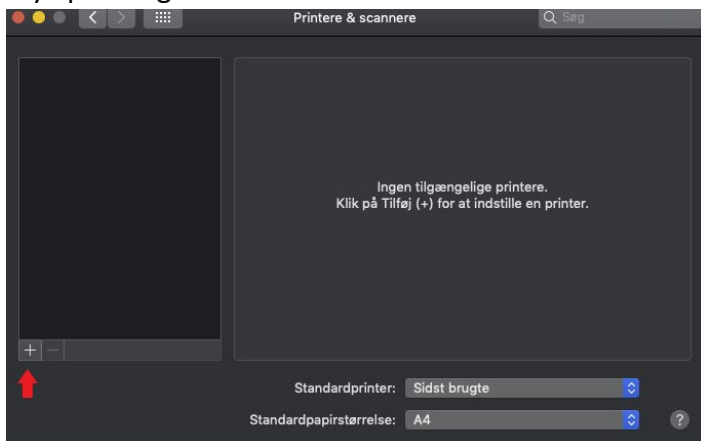 Printere & scannere
Søg
Ingen tilgængelige printere.
Klik på Tilføj (+) for at indstille en printer.
+ −
Standardprinter: Sidst brugte
Standardpapirstørrelse: A4
?